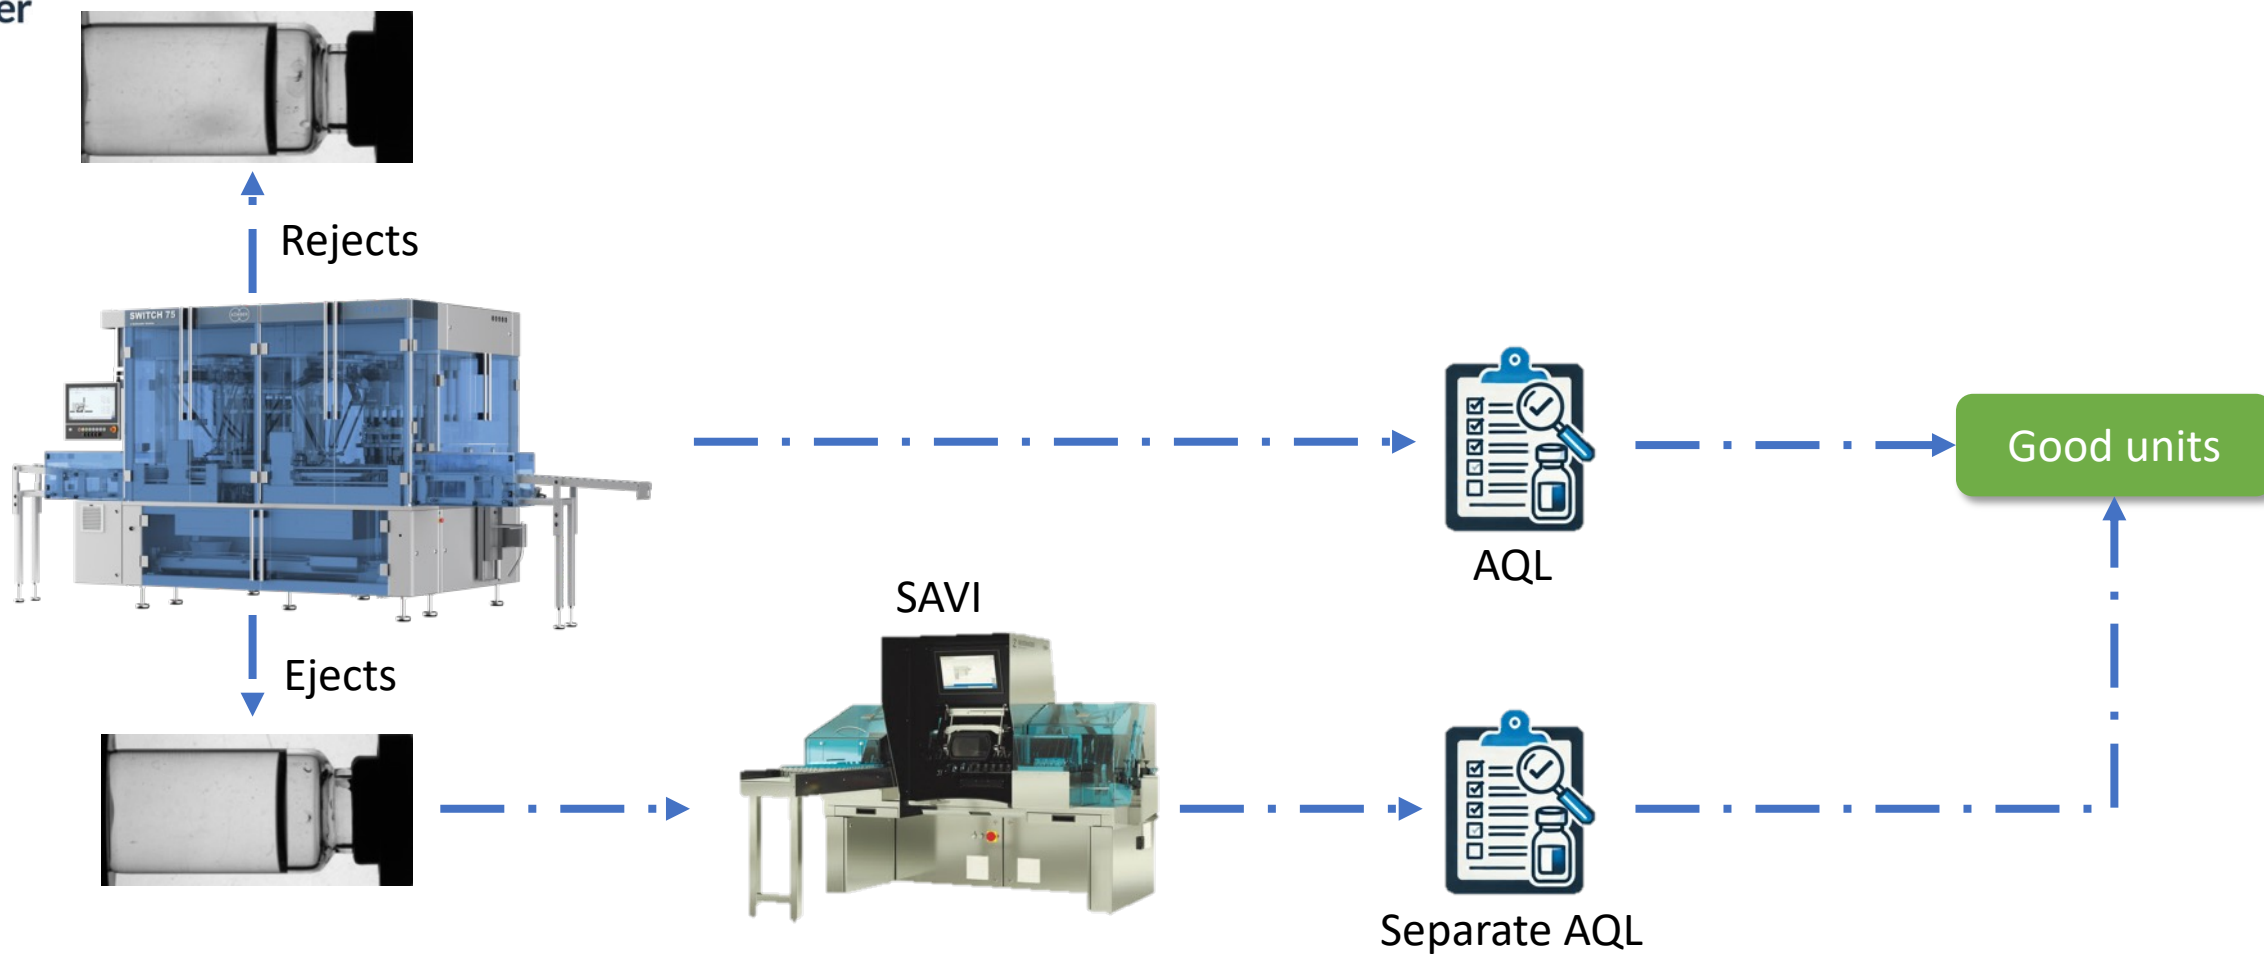 er
Rejects
SWITCH 75
Good units
AQL
SAVI
Ejects
Separate AQL